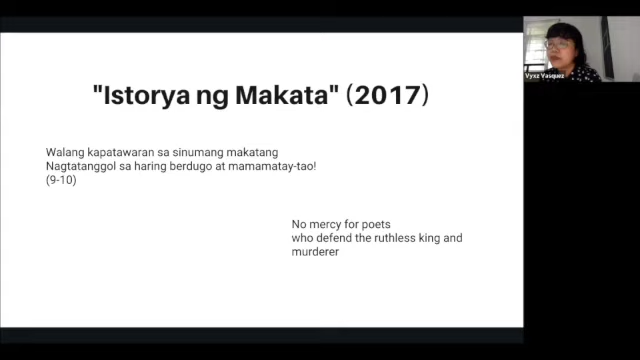 "Istorya ng Makata" (2017)
Walang kapatawaran sa sinumang makatang
Nagtatanggol sa haring berdugo at mamamatay-tao!
(9-10)
No mercy for poets
who defend the ruthless king and
murderer
Vyxz Vasquez